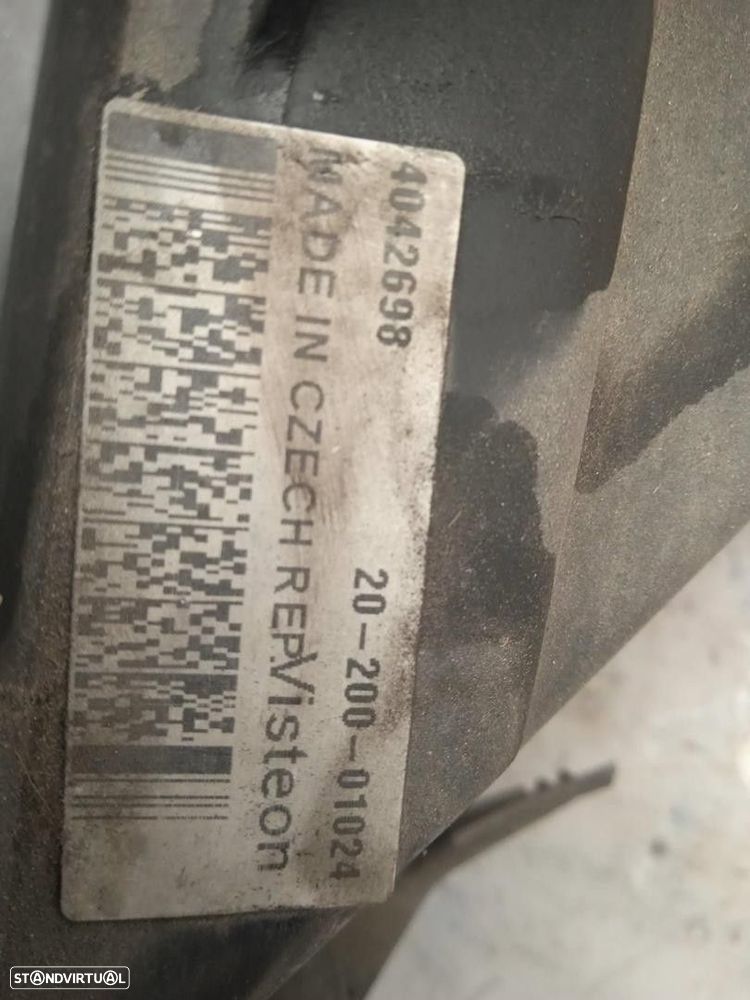 4042698 20-200-01024
MADE IN CZECH REP Visteon
STANDVIRTUAL